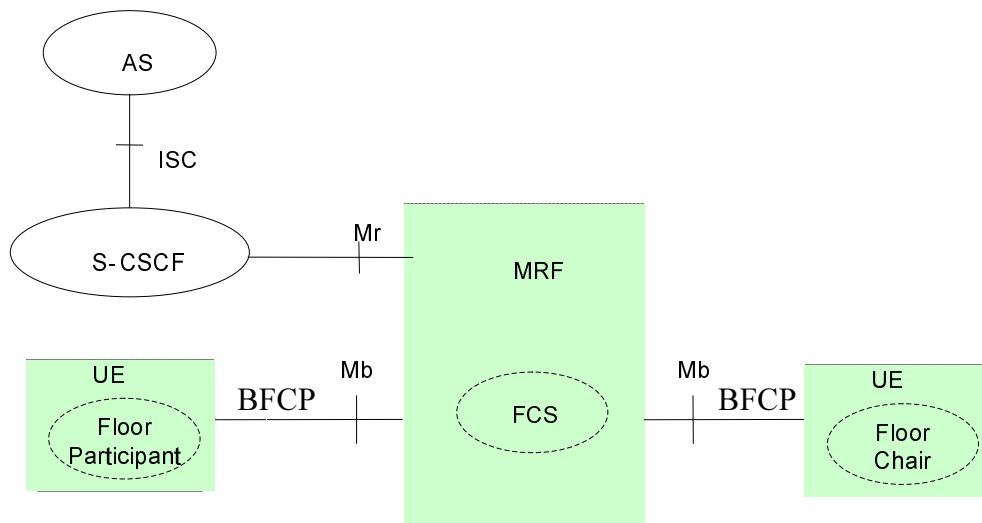 AS
ISC
S-CSCF
Mr
MRF
UE
Floor
Participant
BFCP
Mb
FCS
Mb
BFCP
UE
Floor
Chair